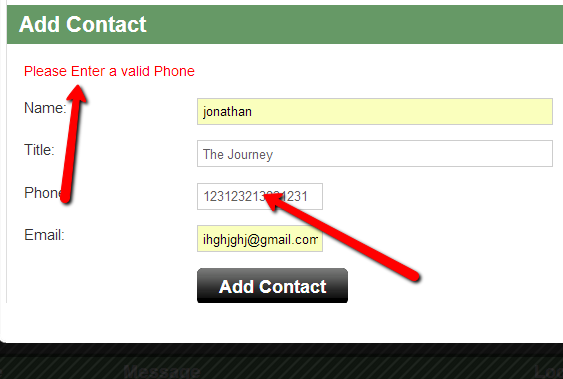 Add Contact
Please Enter a valid Phone
Name:
jonathan
Title:
The Journey
Phone
Email:
ihghjghj@gmail.com
Add Contact
Message